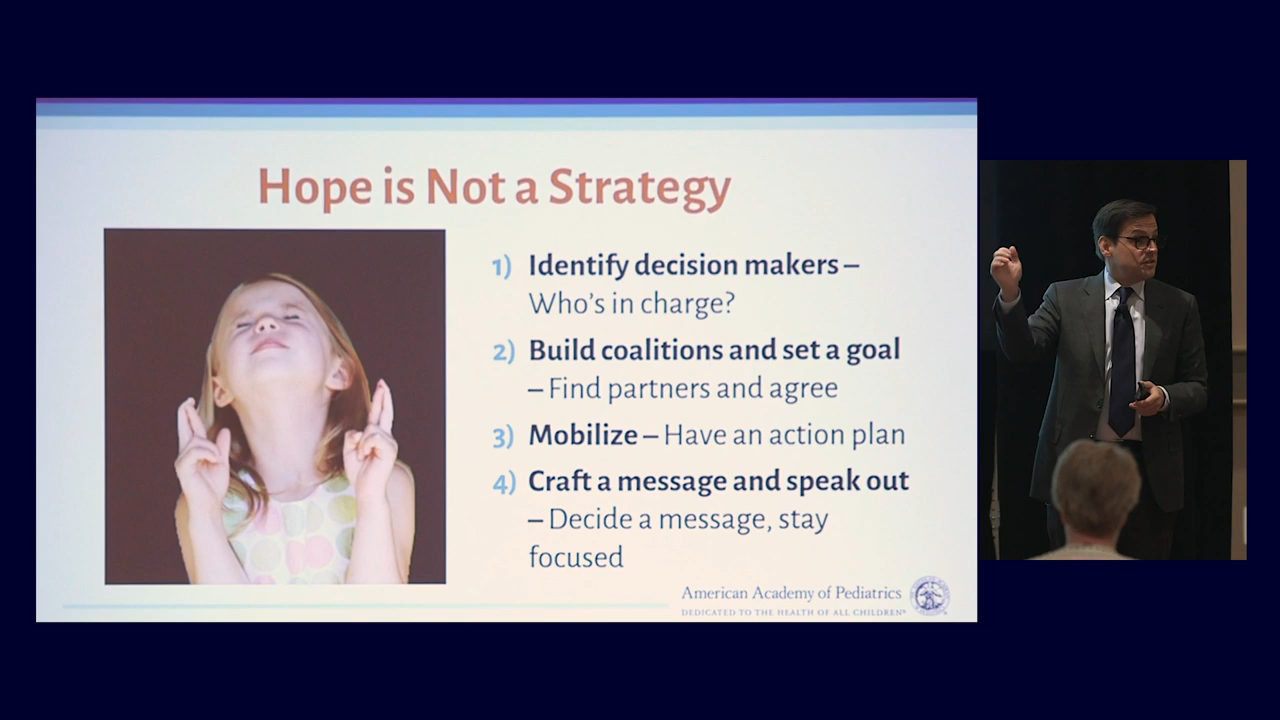 Hope is Not a Strategy
1) Identify decision makers –
Who's in charge?
2) Build coalitions and set a goal
– Find partners and agree
3) Mobilize – Have an action plan
4) Craft a message and speak out
– Decide a message, stay
focused
American Academy of Pediatrics
DEDICATED TO THE HEALTH OF ALL CHILDREN®